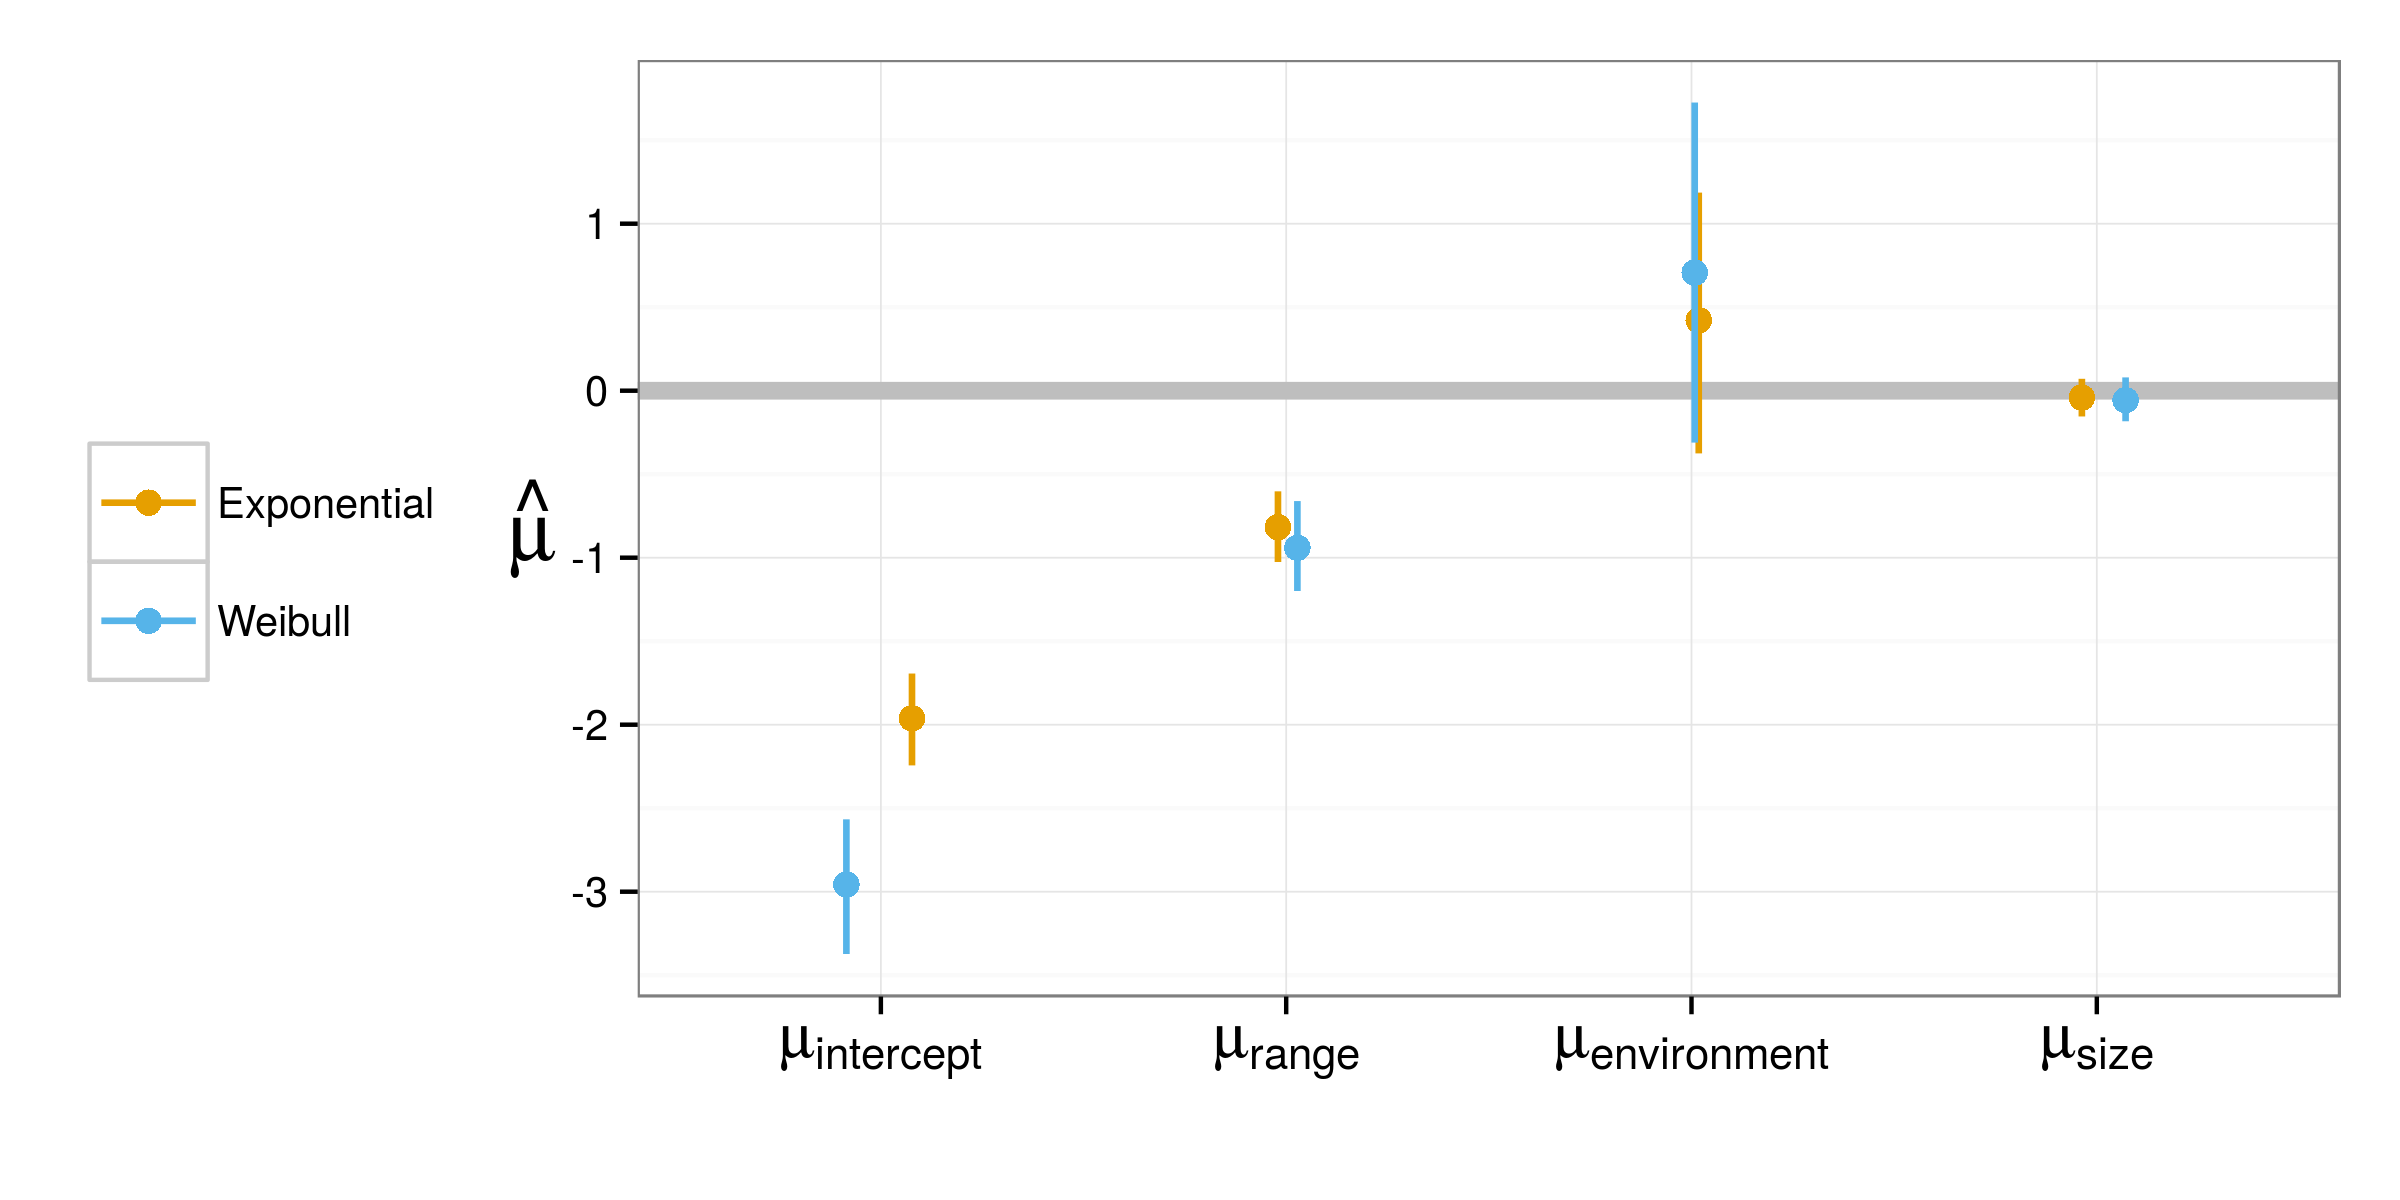 Exponential
Weibull
μ̂
1
0
-1
-2
-3
μintercept μrange μenvironment μsize